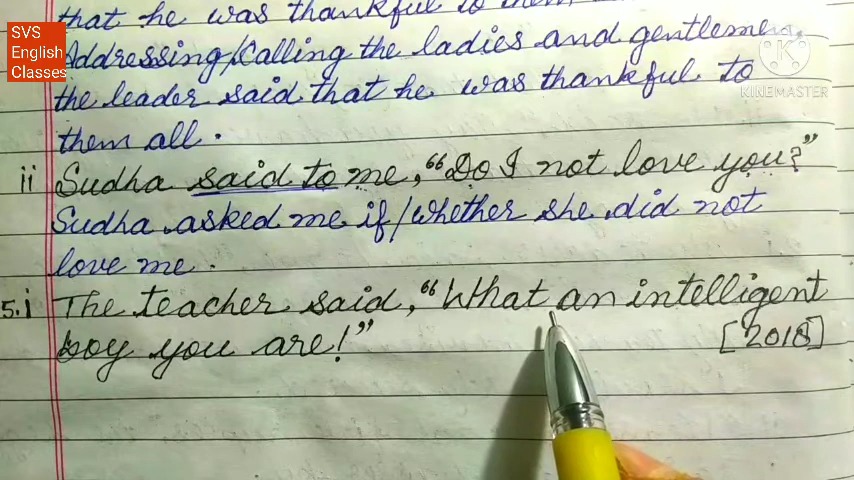 that he was thankful to them
SVS
English
Classes
Addressing/Calling the ladies and gentlemen,
the leader said that he was thankful to
them all.
KINEMASTER
ii Sudha said to me, "Do I not love you?"
Sudha asked me if/whether she did not
love me.
5.i The teacher said, "What an intelligent
boy you are!" [2018]